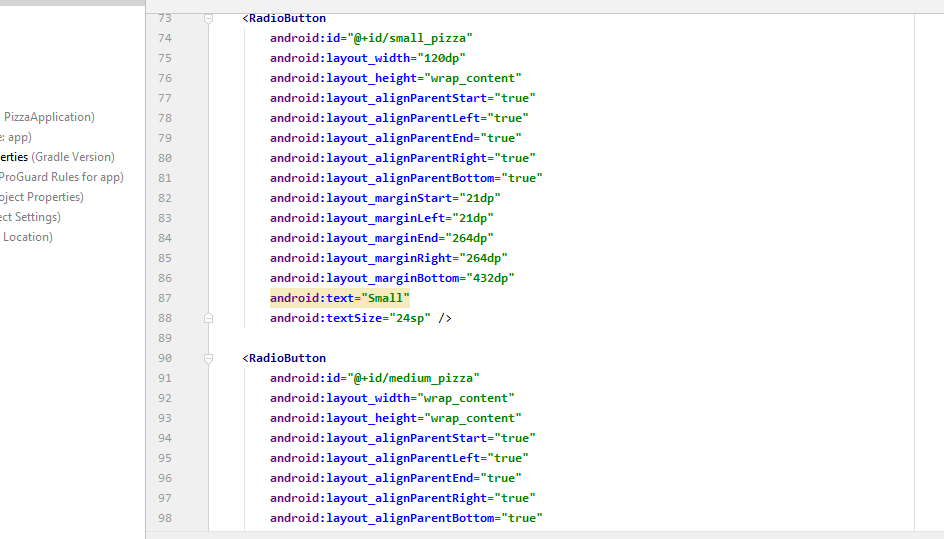 PizzaApplication)
e: app)
erties (Gradle Version)
ProGuard Rules for app)
oject Properties)
ect Settings)
Location)
73 <RadioButton
74 android:id="@+id/small_pizza"
75 android:layout_width="120dp"
76 android:layout_height="wrap_content"
77 android:layout_alignParentStart="true"
78 android:layout_alignParentLeft="true"
79 android:layout_alignParentEnd="true"
80 android:layout_alignParentRight="true"
81 android:layout_alignParentBottom="true"
82 android:layout_marginStart="21dp"
83 android:layout_marginLeft="21dp"
84 android:layout_marginEnd="264dp"
85 android:layout_marginRight="264dp"
86 android:layout_marginBottom="432dp"
87 android:text="Small"
88 android:textSize="24sp" />
89
90 <RadioButton
91 android:id="@+id/medium_pizza"
92 android:layout_width="wrap_content"
93 android:layout_height="wrap_content"
94 android:layout_alignParentStart="true"
95 android:layout_alignParentLeft="true"
96 android:layout_alignParentEnd="true"
97 android:layout_alignParentRight="true"
98 android:layout_alignParentBottom="true"